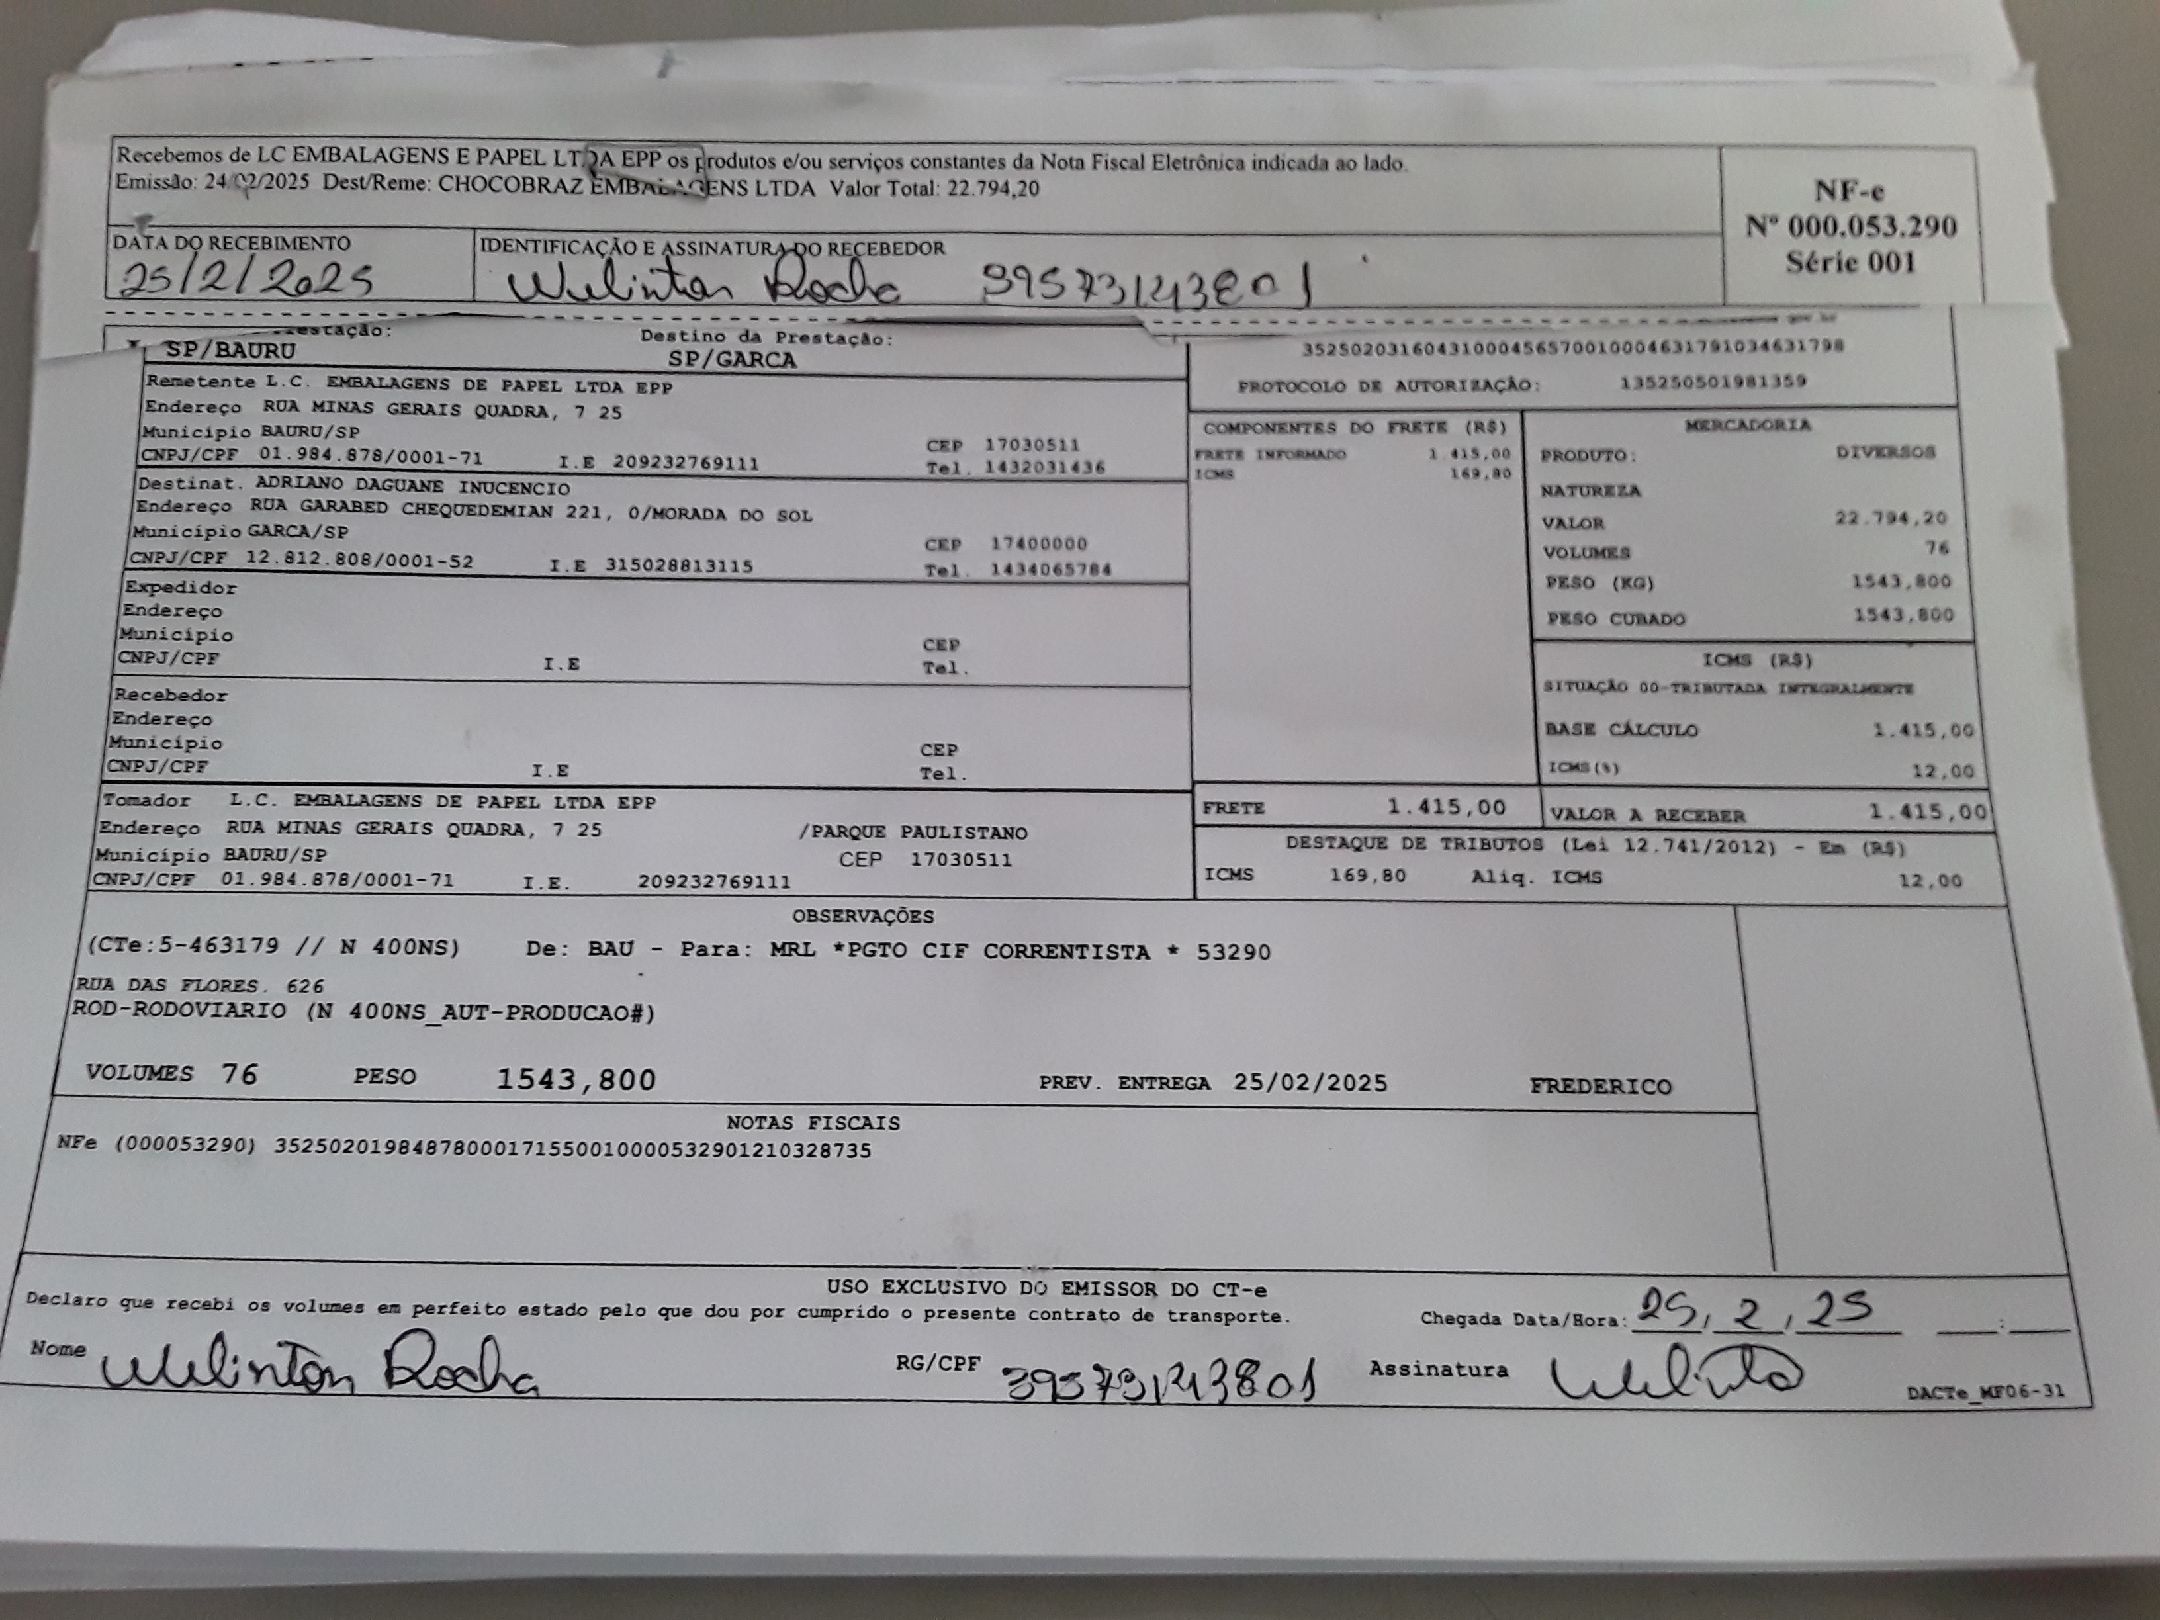 Recebemos de LC EMBALAGENS E PAPEL LTDA EPP os produtos e/ou serviços constantes da Nota Fiscal Eletrônica indicada ao lado.
Emissão: 24/02/2025 Dest/Reme: CHOCOBRAZ EMBALAGENS LTDA Valor Total: 22.794,20
NF-e
Nº 000.053.290
Série 001
DATA DO RECEBIMENTO
25/2/2025
IDENTIFICAÇÃO E ASSINATURA DO RECEBEDOR
Welinton Rocha 39573143801
estação:
SP/BAURU
Destino da Prestação:
SP/GARCA
35250203160431000456570010004631791034631798
PROTOCOLO DE AUTORIZAÇÃO: 135250501981359
Remetente L.C. EMBALAGENS DE PAPEL LTDA EPP
Endereço RUA MINAS GERAIS QUADRA, 7 25
Município BAURU/SP CEP 17030511
CNPJ/CPF 01.984.878/0001-71 I.E 209232769111 Tel. 1432031436
Destinat. ADRIANO DAGUANE INUCENCIO
Endereço RUA GARABED CHEQUEDEMIAN 221, 0/MORADA DO SOL
Município GARCA/SP CEP 17400000
CNPJ/CPF 12.812.808/0001-52 I.E 315028813115 Tel. 1434065784
Expedidor
Endereço
Município CEP
CNPJ/CPF I.E Tel.
Recebedor
Endereço
Município CEP
CNPJ/CPF I.E Tel.
Tomador L.C. EMBALAGENS DE PAPEL LTDA EPP
Endereço RUA MINAS GERAIS QUADRA, 7 25 /PARQUE PAULISTANO
Município BAURU/SP CEP 17030511
CNPJ/CPF 01.984.878/0001-71 I.E. 209232769111
COMPONENTES DO FRETE (R$)
FRETE INFORMADO 1.415,00
ICMS 169,80
FRETE 1.415,00
MERCADORIA
PRODUTO: DIVERSOS
NATUREZA
VALOR 22.794,20
VOLUMES 76
PESO (KG) 1543,800
PESO CUBADO 1543,800
ICMS (R$)
SITUAÇÃO 00-TRIBUTADA INTEGRALMENTE
BASE CÁLCULO 1.415,00
ICMS(%) 12,00
VALOR A RECEBER 1.415,00
DESTAQUE DE TRIBUTOS (Lei 12.741/2012) - Em (R$)
ICMS 169,80 Aliq. ICMS 12,00
OBSERVAÇÕES
(CTe:5-463179 // N 400NS) De: BAU - Para: MRL *PGTO CIF CORRENTISTA * 53290
RUA DAS FLORES. 626
ROD-RODOVIARIO (N 400NS_AUT-PRODUCAO#)
VOLUMES 76 PESO 1543,800 PREV. ENTREGA 25/02/2025 FREDERICO
NOTAS FISCAIS
NFe (000053290) 35250201984878000171550010000532901210328735
USO EXCLUSIVO DO EMISSOR DO CT-e
Declaro que recebi os volumes em perfeito estado pelo que dou por cumprido o presente contrato de transporte.
Chegada Data/Hora: 25, 2, 25 :
Nome Welinton Rocha RG/CPF 39573143801 Assinatura Welinton
DACTe_MF06-31